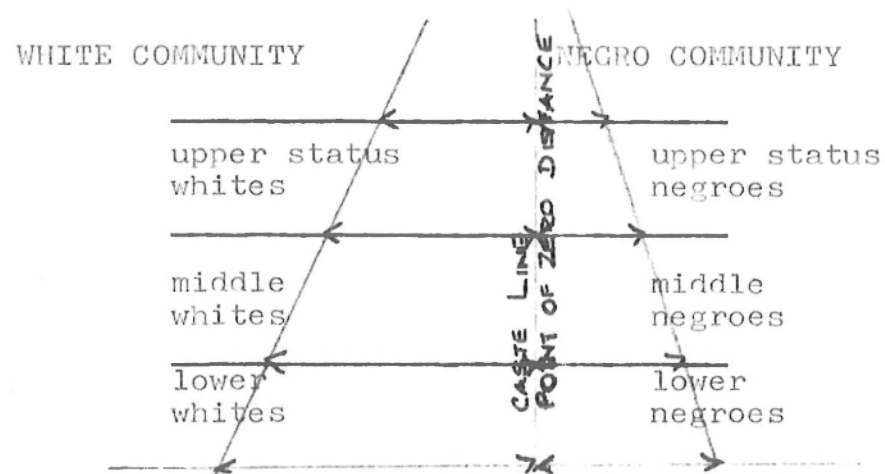 WHITE COMMUNITY
NEGRO COMMUNITY
upper status
whites
upper status
negroes
middle
whites
middle
negroes
lower
whites
lower
negroes
CASTE LINE
POINT OF ZERO DISTANCE